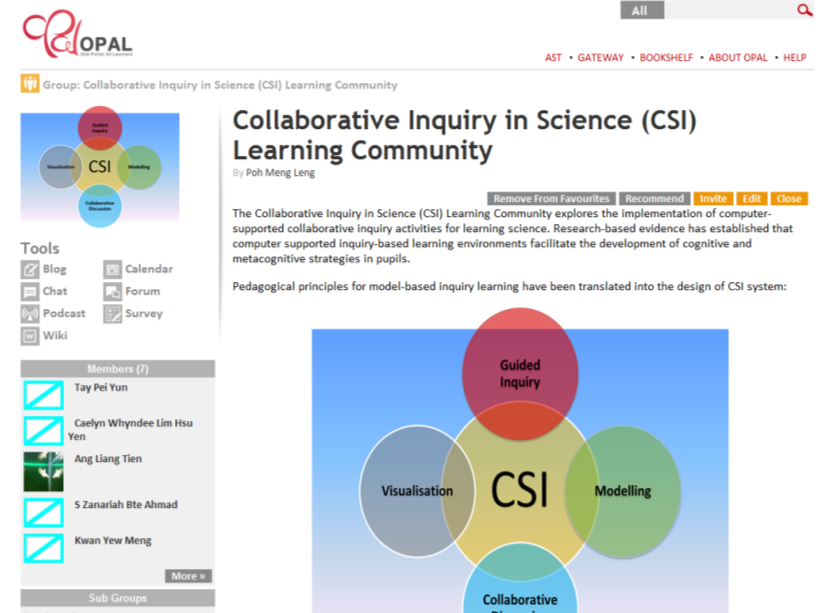 OPAL
One Portal All Learners
All
AST • GATEWAY • BOOKSHELF • ABOUT OPAL • HELP
Group: Collaborative Inquiry in Science (CSI) Learning Community
Guided
Inquiry
Visualisation
CSI
Modelling
Collaborative
Discussion
Tools
Blog
Calendar
Chat
Forum
Podcast
Survey
Wiki
Members (7)
Tay Pei Yun
Caelyn Whyndee Lim Hsu
Yen
Ang Liang Tien
S Zanariah Bte Ahmad
Kwan Yew Meng
More »
Sub Groups
Collaborative Inquiry in Science (CSI)
Learning Community
By Poh Meng Leng
Remove From Favourites Recommend Invite Edit Close
The Collaborative Inquiry in Science (CSI) Learning Community explores the implementation of computer-
supported collaborative inquiry activities for learning science. Research-based evidence has established that
computer supported inquiry-based learning environments facilitate the development of cognitive and
metacognitive strategies in pupils.
Pedagogical principles for model-based inquiry learning have been translated into the design of CSI system:
Guided
Inquiry
Visualisation
CSI
Modelling
Collaborative